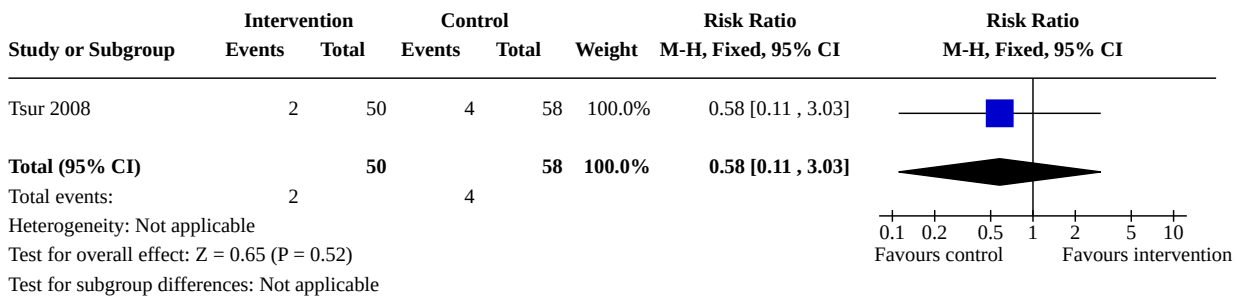 Intervention Control Risk Ratio Risk Ratio
Study or Subgroup Events Total Events Total Weight M-H, Fixed, 95% CI M-H, Fixed, 95% CI
Tsur 2008 2 50 4 58 100.0% 0.58 [0.11 , 3.03]
Total (95% CI) 50 58 100.0% 0.58 [0.11 , 3.03]
Total events: 2 4
Heterogeneity: Not applicable
0.1 0.2 0.5 1 2 5 10
Test for overall effect: Z = 0.65 (P = 0.52) Favours control Favours intervention
Test for subgroup differences: Not applicable